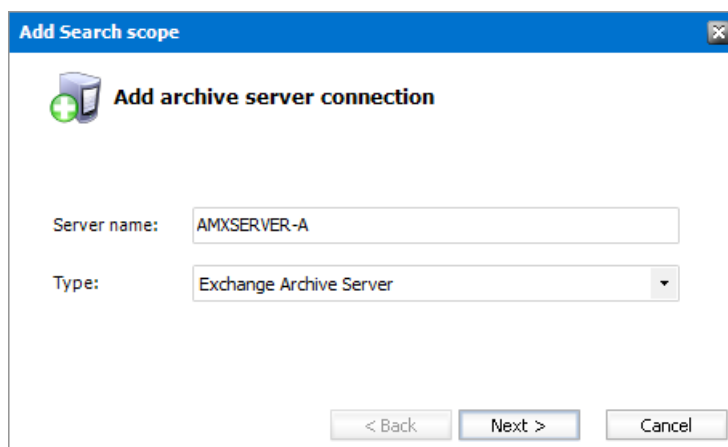 Add Search scope
Add archive server connection
Server name: AMXSERVER-A
Type: Exchange Archive Server
< Back Next > Cancel